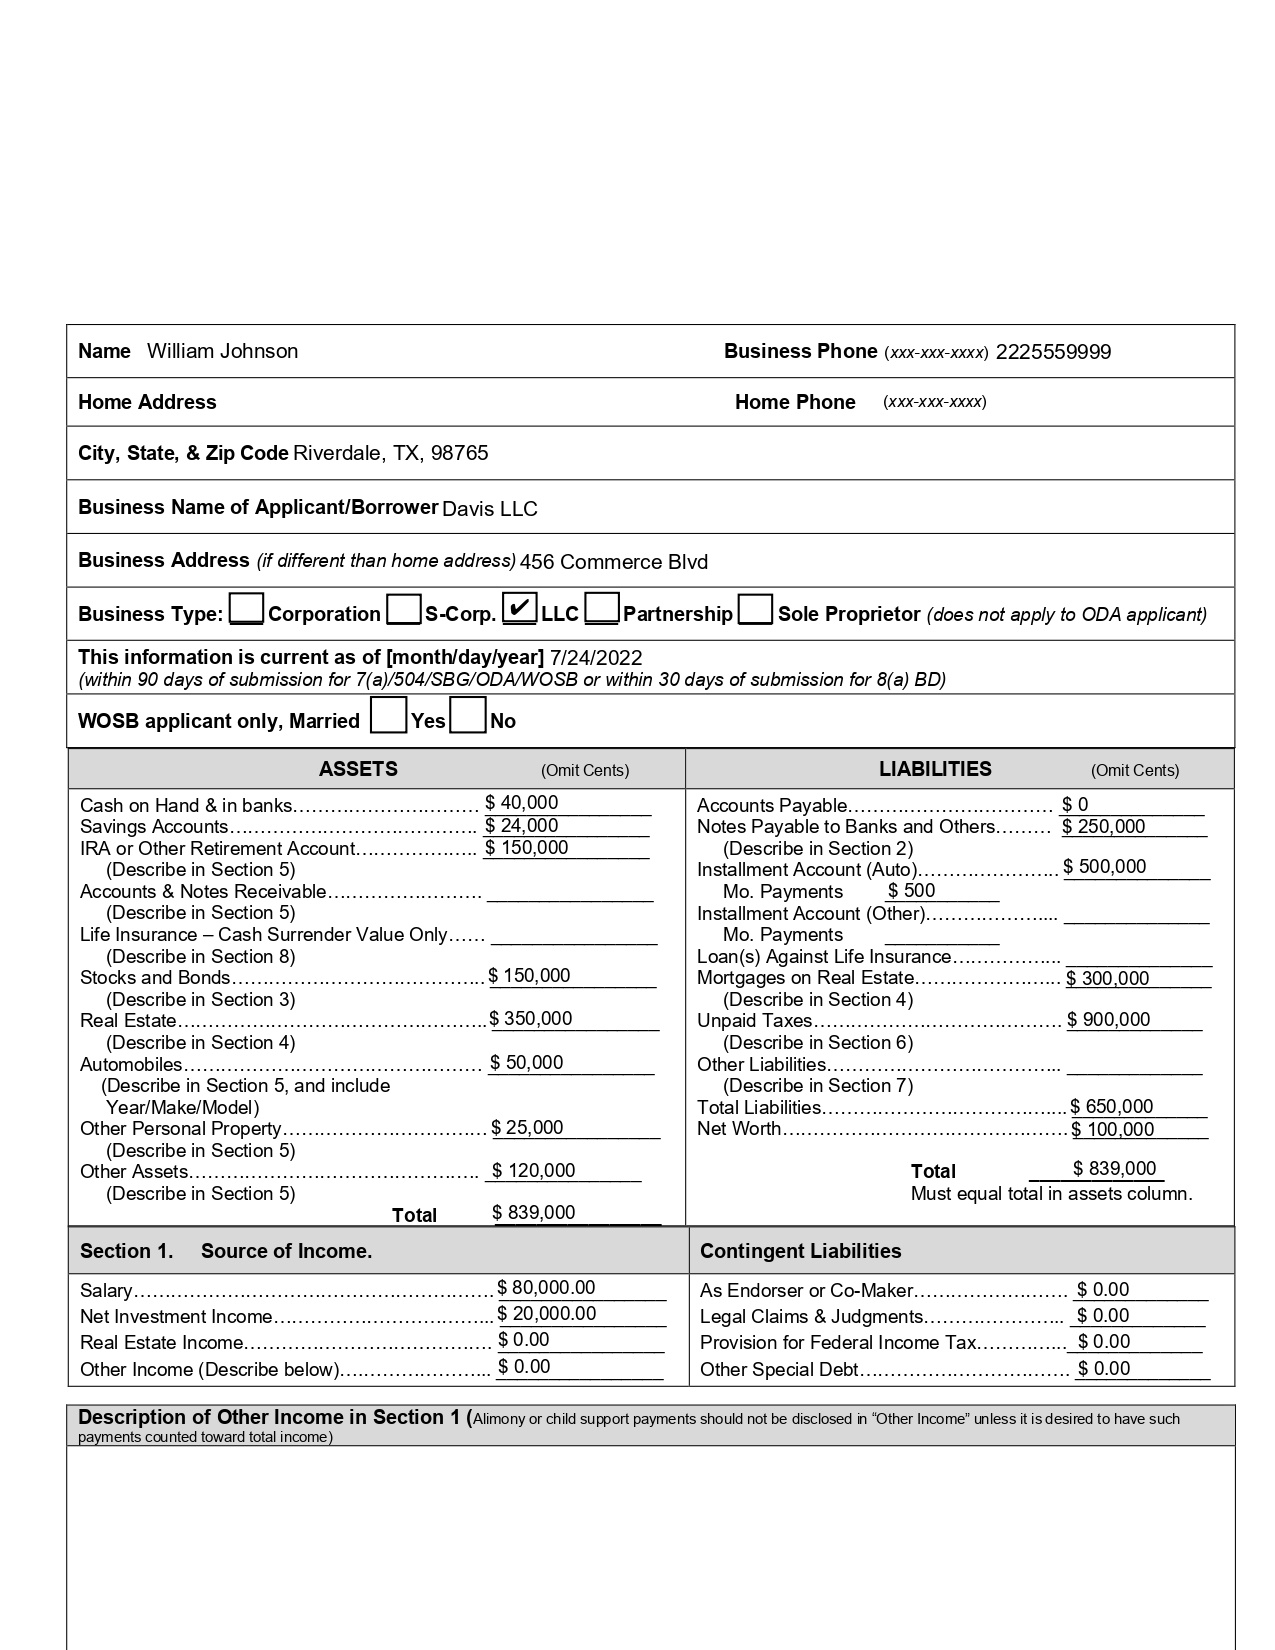 Name William Johnson Business Phone (xxx-xxx-xxxx) 2225559999
Home Address Home Phone (xxx-xxx-xxxx)
City, State, & Zip Code Riverdale, TX, 98765
Business Name of Applicant/Borrower Davis LLC
Business Address (if different than home address) 456 Commerce Blvd
Business Type: Corporation S-Corp. ✔ LLC Partnership Sole Proprietor (does not apply to ODA applicant)
This information is current as of [month/day/year] 7/24/2022
(within 90 days of submission for 7(a)/504/SBG/ODA/WOSB or within 30 days of submission for 8(a) BD)
WOSB applicant only, Married Yes No
ASSETS (Omit Cents)
Cash on Hand & in banks………………………… $ 40,000
Savings Accounts………………………………….. $ 24,000
IRA or Other Retirement Account……………….. $ 150,000
(Describe in Section 5)
Accounts & Notes Receivable…………………….
(Describe in Section 5)
Life Insurance – Cash Surrender Value Only……
(Describe in Section 8)
Stocks and Bonds………………………………….. $ 150,000
(Describe in Section 3)
Real Estate………………………………………….. $ 350,000
(Describe in Section 4)
Automobiles………………………………………… $ 50,000
(Describe in Section 5, and include
Year/Make/Model)
Other Personal Property…………………………… $ 25,000
(Describe in Section 5)
Other Assets……………………………………….. $ 120,000
(Describe in Section 5)
Total $ 839,000
LIABILITIES (Omit Cents)
Accounts Payable…………………………… $ 0
Notes Payable to Banks and Others……… $ 250,000
(Describe in Section 2)
Installment Account (Auto)………………….. $ 500,000
Mo. Payments $ 500
Installment Account (Other)………………....
Mo. Payments
Loan(s) Against Life Insurance……………...
Mortgages on Real Estate………………….. $ 300,000
(Describe in Section 4)
Unpaid Taxes………………………………… $ 900,000
(Describe in Section 6)
Other Liabilities………………………………..
(Describe in Section 7)
Total Liabilities………………………………... $ 650,000
Net Worth……………………………………… $ 100,000
Total $ 839,000
Must equal total in assets column.
Section 1. Source of Income.
Salary………………………………………………… $ 80,000.00
Net Investment Income……………………………... $ 20,000.00
Real Estate Income…………………………………. $ 0.00
Other Income (Describe below)…………………... $ 0.00
Contingent Liabilities
As Endorser or Co-Maker……………………. $ 0.00
Legal Claims & Judgments………………….. $ 0.00
Provision for Federal Income Tax………….. $ 0.00
Other Special Debt……………………………. $ 0.00
Description of Other Income in Section 1 (Alimony or child support payments should not be disclosed in “Other Income” unless it is desired to have such
payments counted toward total income)